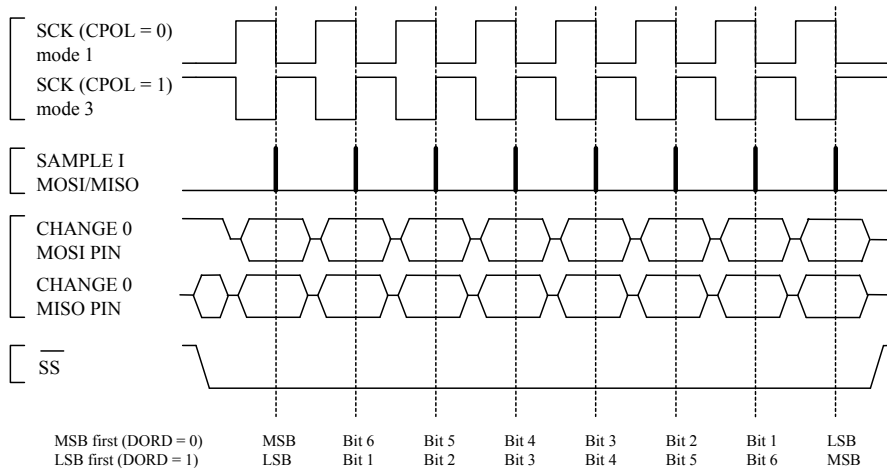 SCK (CPOL = 0)
mode 1
SCK (CPOL = 1)
mode 3
SAMPLE I
MOSI/MISO
CHANGE 0
MOSI PIN
CHANGE 0
MISO PIN
SS
MSB first (DORD = 0) MSB Bit 6 Bit 5 Bit 4 Bit 3 Bit 2 Bit 1 LSB
LSB first (DORD = 1) LSB Bit 1 Bit 2 Bit 3 Bit 4 Bit 5 Bit 6 MSB